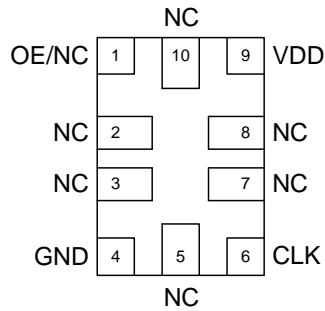 NC
OE/NC 1 10 9 VDD
NC 2 8 NC
NC 3 7 NC
GND 4 5 6 CLK
NC